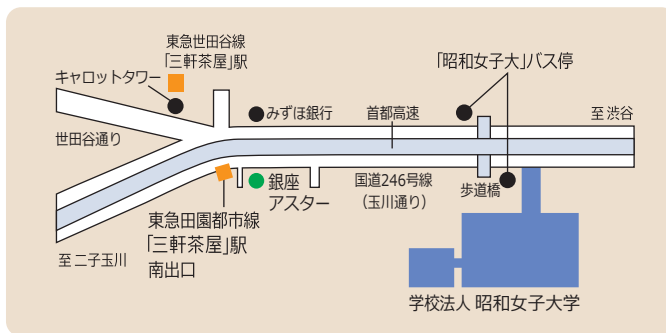 東急世田谷線
「三軒茶屋」駅
キャロットタワー
「昭和女子大」バス停
みずほ銀行
首都高速
至 渋谷
世田谷通り
銀座
アスター
国道246号線
（玉川通り）
歩道橋
東急田園都市線
「三軒茶屋」駅
南出口
至 二子玉川
学校法人 昭和女子大学